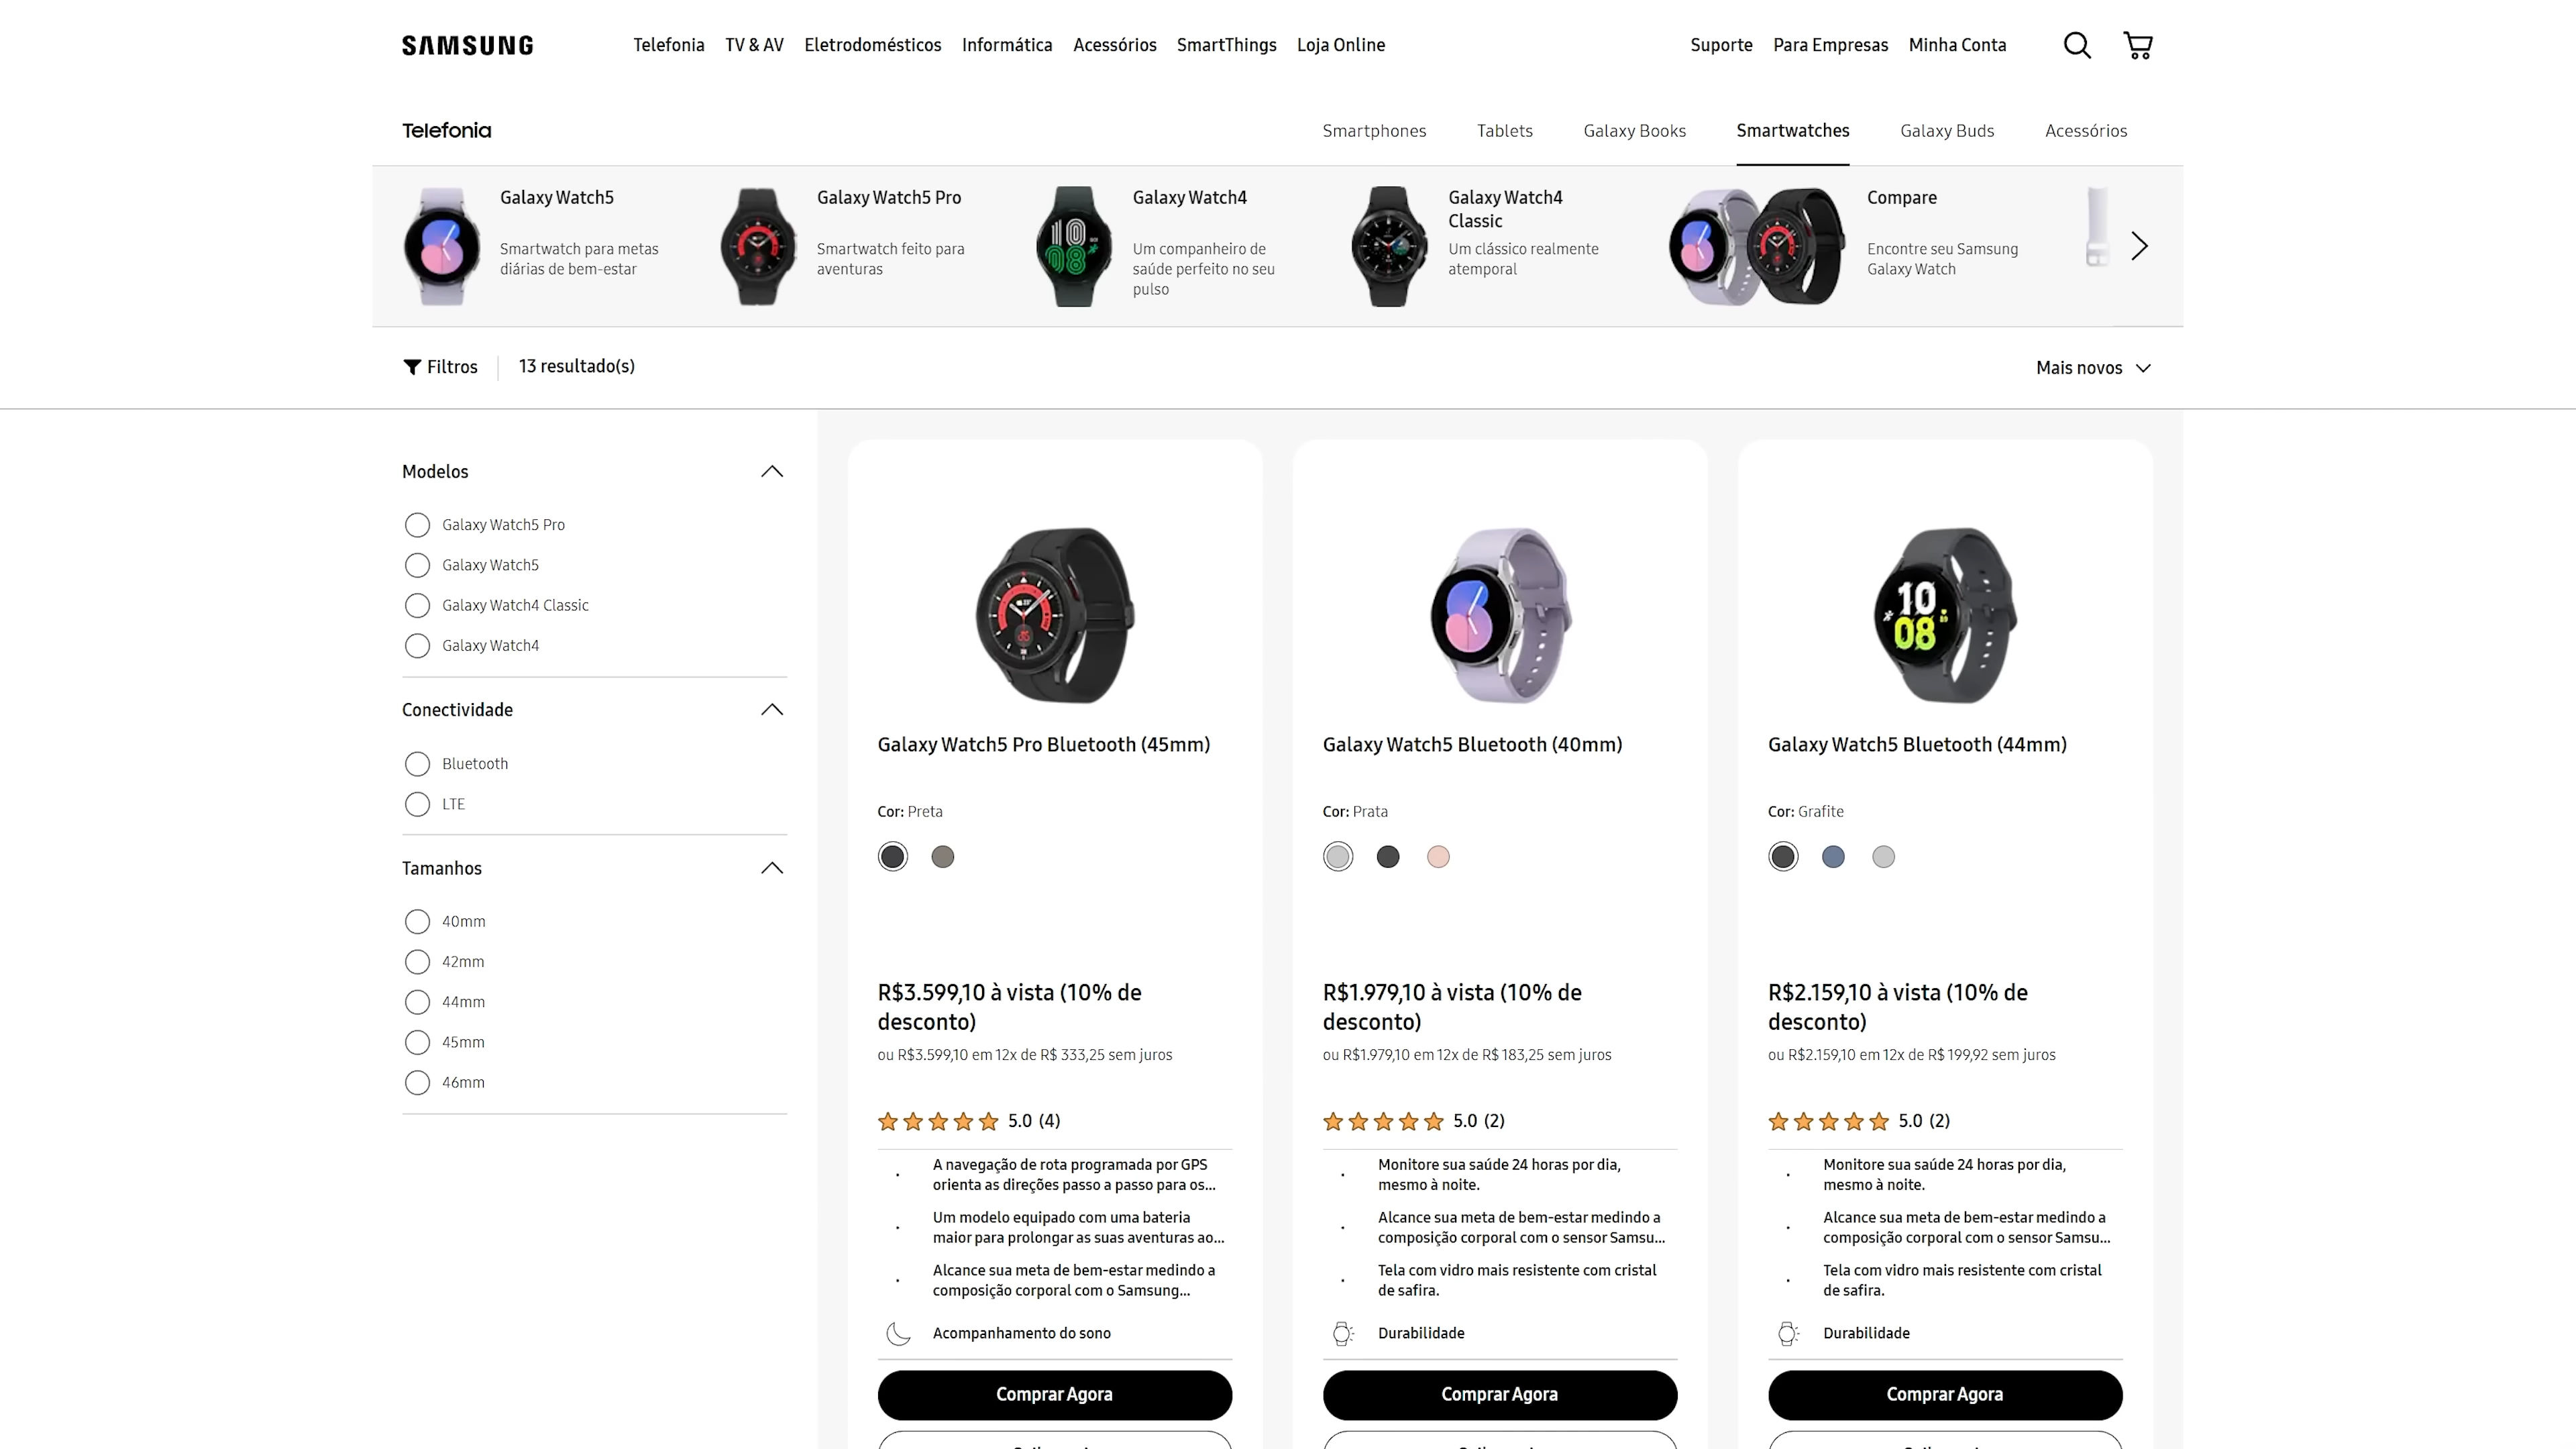 SAMSUNG
Telefonia TV & AV Eletrodomésticos Informática Acessórios SmartThings Loja Online
Suporte Para Empresas Minha Conta
Telefonia
Smartphones Tablets Galaxy Books Smartwatches Galaxy Buds Acessórios
Galaxy Watch5
Smartwatch para metas
diárias de bem-estar
Galaxy Watch5 Pro
Smartwatch feito para
aventuras
Galaxy Watch4
Um companheiro de
saúde perfeito no seu
pulso
Galaxy Watch4
Classic
Um clássico realmente
atemporal
Compare
Encontre seu Samsung
Galaxy Watch
Filtros
13 resultado(s)
Mais novos
Modelos
Galaxy Watch5 Pro
Galaxy Watch5
Galaxy Watch4 Classic
Galaxy Watch4
Conectividade
Bluetooth
LTE
Tamanhos
40mm
42mm
44mm
45mm
46mm
Galaxy Watch5 Pro Bluetooth (45mm)
Cor: Preta
R$3.599,10 à vista (10% de
desconto)
ou R$3.599,10 em 12x de R$ 333,25 sem juros
5.0 (4)
A navegação de rota programada por GPS
orienta as direções passo a passo para os...
Um modelo equipado com uma bateria
maior para prolongar as suas aventuras ao...
Alcance sua meta de bem-estar medindo a
composição corporal com o Samsung...
Acompanhamento do sono
Comprar Agora
Galaxy Watch5 Bluetooth (40mm)
Cor: Prata
R$1.979,10 à vista (10% de
desconto)
ou R$1.979,10 em 12x de R$ 183,25 sem juros
5.0 (2)
Monitore sua saúde 24 horas por dia,
mesmo à noite.
Alcance sua meta de bem-estar medindo a
composição corporal com o sensor Samsu...
Tela com vidro mais resistente com cristal
de safira.
Durabilidade
Comprar Agora
10
08
Galaxy Watch5 Bluetooth (44mm)
Cor: Grafite
R$2.159,10 à vista (10% de
desconto)
ou R$2.159,10 em 12x de R$ 199,92 sem juros
5.0 (2)
Monitore sua saúde 24 horas por dia,
mesmo à noite.
Alcance sua meta de bem-estar medindo a
composição corporal com o sensor Samsu...
Tela com vidro mais resistente com cristal
de safira.
Durabilidade
Comprar Agora